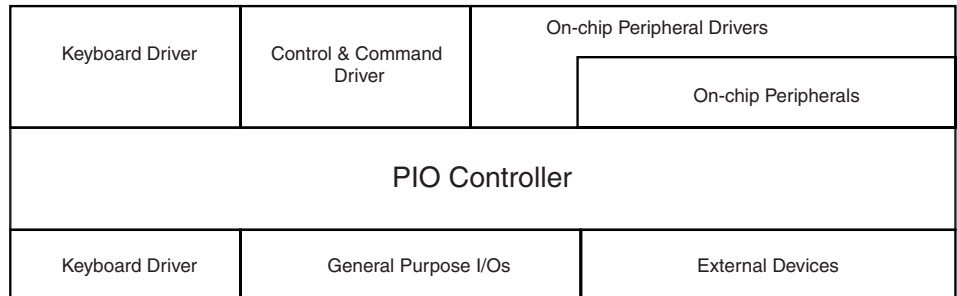 On-chip Peripheral Drivers
Keyboard Driver
Control & Command
Driver
On-chip Peripherals
PIO Controller
Keyboard Driver
General Purpose I/Os
External Devices